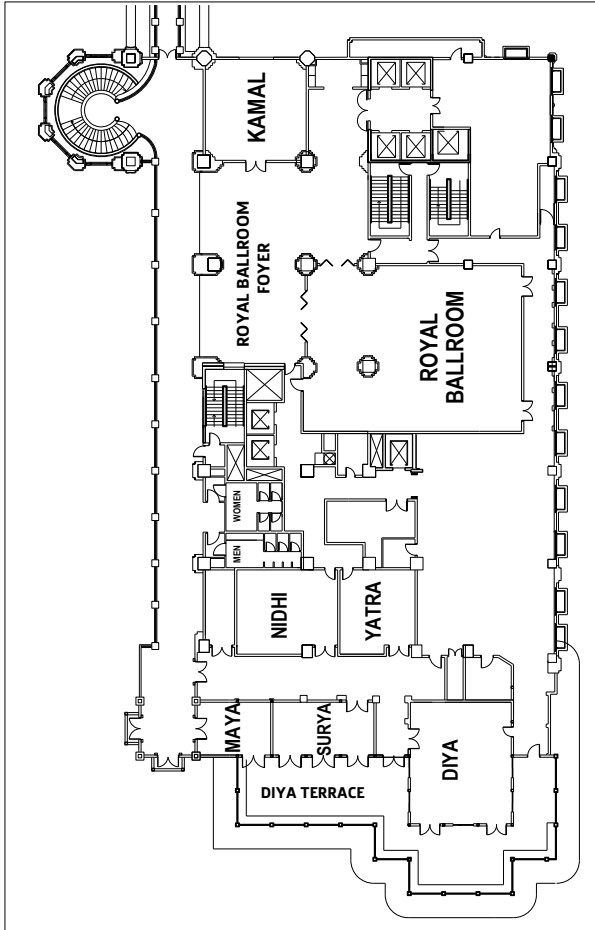 KAMAL
ROYAL BALLROOM
FOYER
ROYAL
BALLROOM
WOMEN
MEN
NIDHI
YATRA
MAYA
SURYA
DIYA
DIYA TERRACE